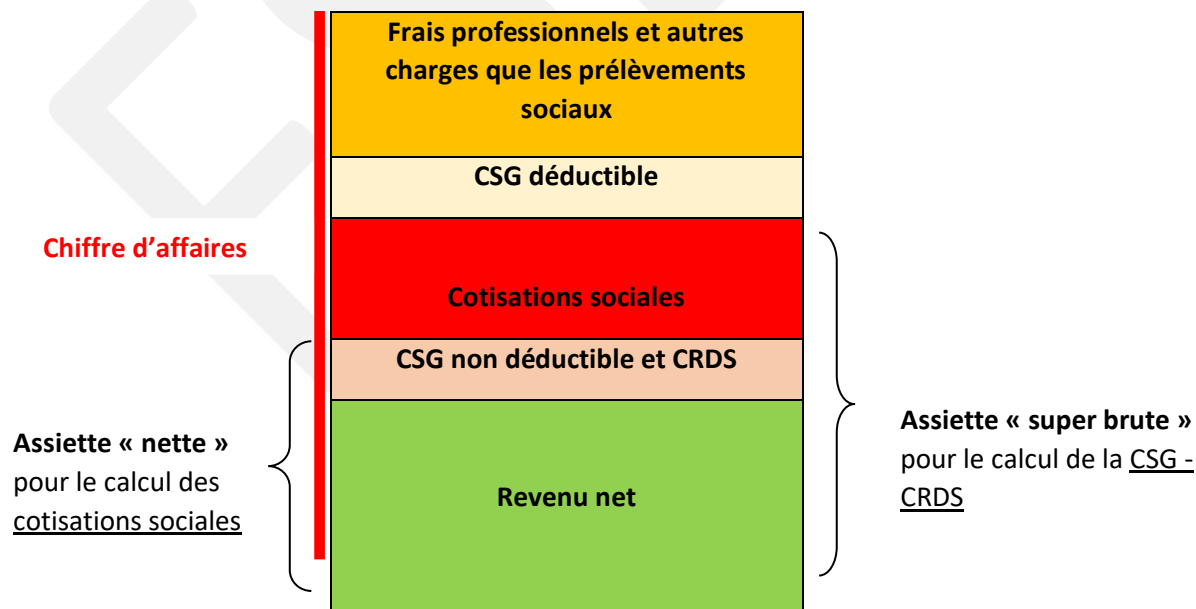 Frais professionnels et autres
charges que les prélèvements
sociaux
CSG déductible
Chiffre d’affaires
Cotisations sociales
CSG non déductible et CRDS
Assiette « nette »
pour le calcul des
cotisations sociales
Revenu net
Assiette « super brute »
pour le calcul de la CSG -
CRDS